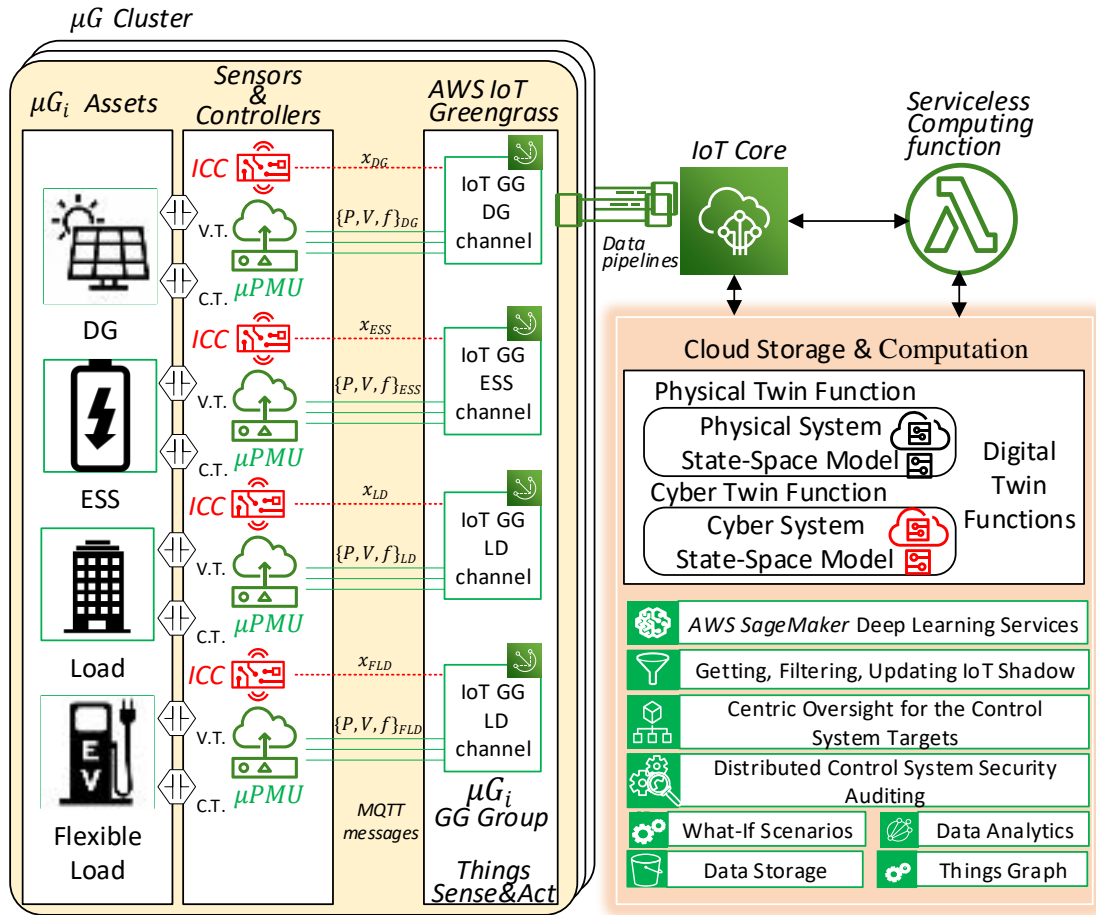 μG Cluster
μG_i Assets
Sensors
&
Controllers
AWS IoT
Greengrass
ICC
x_DG
IoT GG
DG
channel
V.T.
{P, V, f}_DG
μPMU
C.T.
DG
ICC
x_ESS
IoT GG
ESS
channel
V.T.
{P, V, f}_ESS
μPMU
C.T.
ESS
ICC
x_LD
IoT GG
LD
channel
V.T.
{P, V, f}_LD
μPMU
C.T.
Load
ICC
x_FLD
IoT GG
LD
channel
V.T.
{P, V, f}_FLD
μPMU
C.T.
EV
Flexible
Load
MQTT
messages
μG_i
GG Group
Things
Sense&Act
Data
pipelines
IoT Core
Serviceless
Computing
function
Cloud Storage & Computation
Physical Twin Function
Physical System
State-Space Model
Cyber Twin Function
Cyber System
State-Space Model
Digital
Twin
Functions
AWS SageMaker Deep Learning Services
Getting, Filtering, Updating IoT Shadow
Centric Oversight for the Control
System Targets
Distributed Control System Security
Auditing
What-If Scenarios
Data Analytics
Data Storage
Things Graph